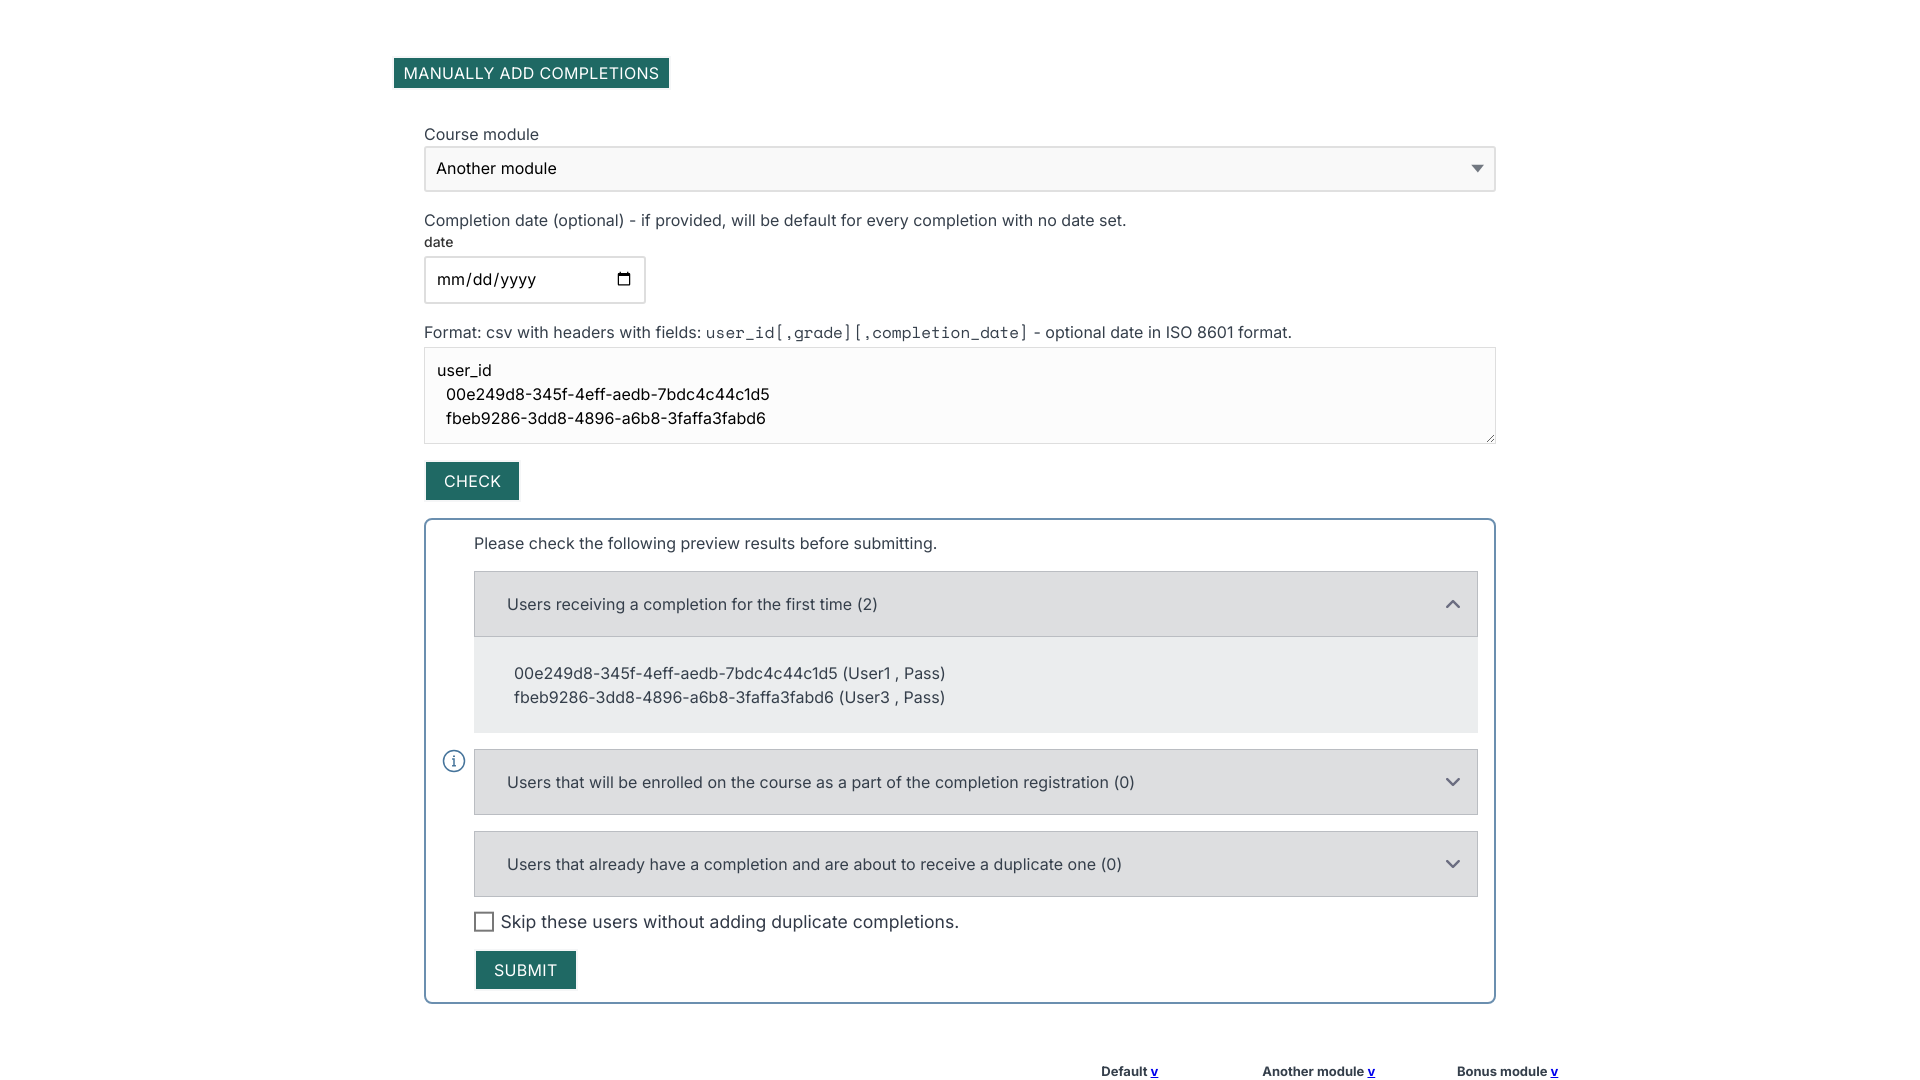 MANUALLY ADD COMPLETIONS
Course module
Another module
Completion date (optional) - if provided, will be default for every completion with no date set.
date
mm/dd/yyyy
Format: csv with headers with fields: user_id[,grade][,completion_date] - optional date in ISO 8601 format.
user_id
00e249d8-345f-4eff-aedb-7bdc4c44c1d5
fbeb9286-3dd8-4896-a6b8-3faffa3fabd6
CHECK
Please check the following preview results before submitting.
Users receiving a completion for the first time (2)
00e249d8-345f-4eff-aedb-7bdc4c44c1d5 (User1 , Pass)
fbeb9286-3dd8-4896-a6b8-3faffa3fabd6 (User3 , Pass)
Users that will be enrolled on the course as a part of the completion registration (0)
Users that already have a completion and are about to receive a duplicate one (0)
Skip these users without adding duplicate completions.
SUBMIT
Default v Another module v Bonus module v